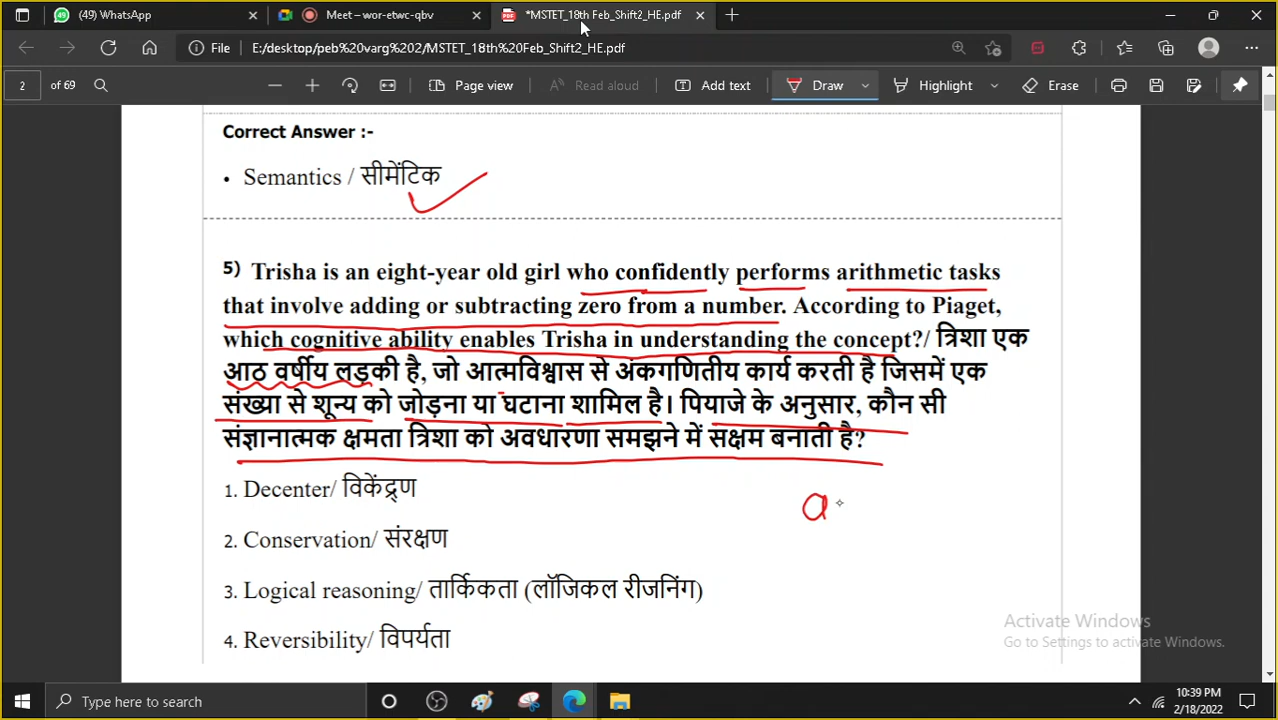 (49) WhatsApp
Meet – wor-etwc-qbv
*MSTET_18th Feb_Shift2_HE.pdf
File
E:/desktop/peb%20varg%202/MSTET_18th%20Feb_Shift2_HE.pdf
2
of 69
Page view
Read aloud
Add text
Draw
Highlight
Erase
Correct Answer :-
• Semantics / सीमेंटिक
5) Trisha is an eight-year old girl who confidently performs arithmetic tasks
that involve adding or subtracting zero from a number. According to Piaget,
which cognitive ability enables Trisha in understanding the concept?/ त्रिशा एक
आठ वर्षीय लड़की है, जो आत्मविश्वास से अंकगणितीय कार्य करती है जिसमें एक
संख्या से शून्य को जोड़ना या घटाना शामिल है। पियाजे के अनुसार, कौन सी
संज्ञानात्मक क्षमता त्रिशा को अवधारणा समझने में सक्षम बनाती है?
1. Decenter/ विकेंद्र्ण
a
2. Conservation/ संरक्षण
3. Logical reasoning/ तार्किकता (लॉजिकल रीजनिंग)
4. Reversibility/ विपर्यता
Activate Windows
Go to Settings to activate Windows.
Type here to search
10:39 PM
2/18/2022